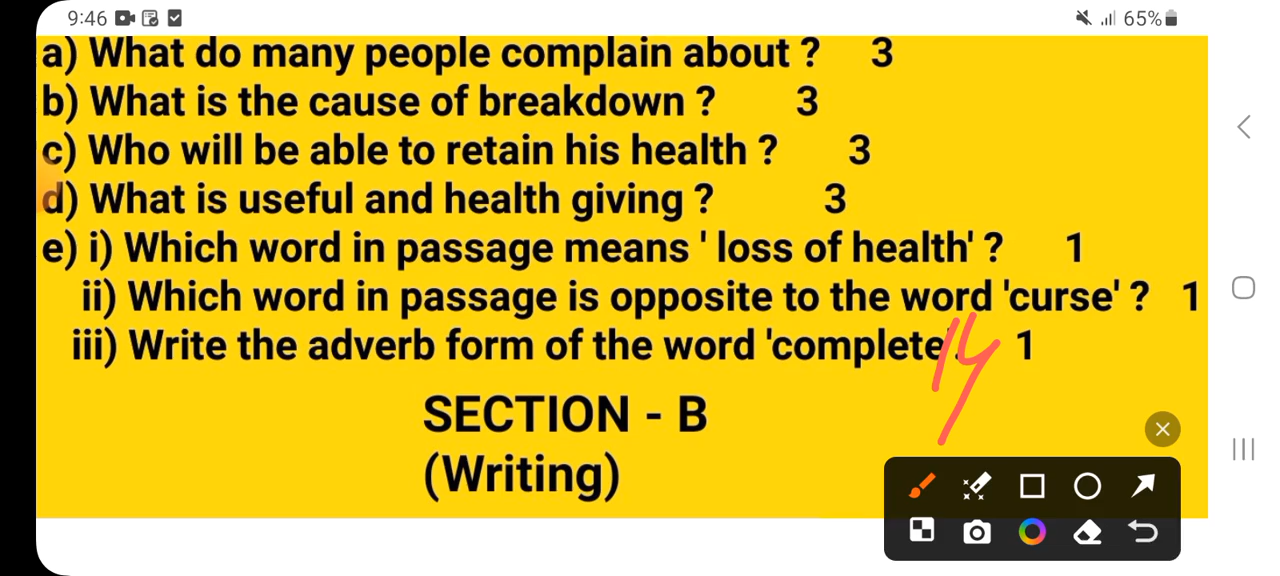 9:46 65%
a) What do many people complain about ? 3
b) What is the cause of breakdown ? 3
c) Who will be able to retain his health ? 3
d) What is useful and health giving ? 3
e) i) Which word in passage means ' loss of health' ? 1
ii) Which word in passage is opposite to the word 'curse' ? 1
iii) Write the adverb form of the word 'complete'. 1
14
SECTION - B
(Writing)